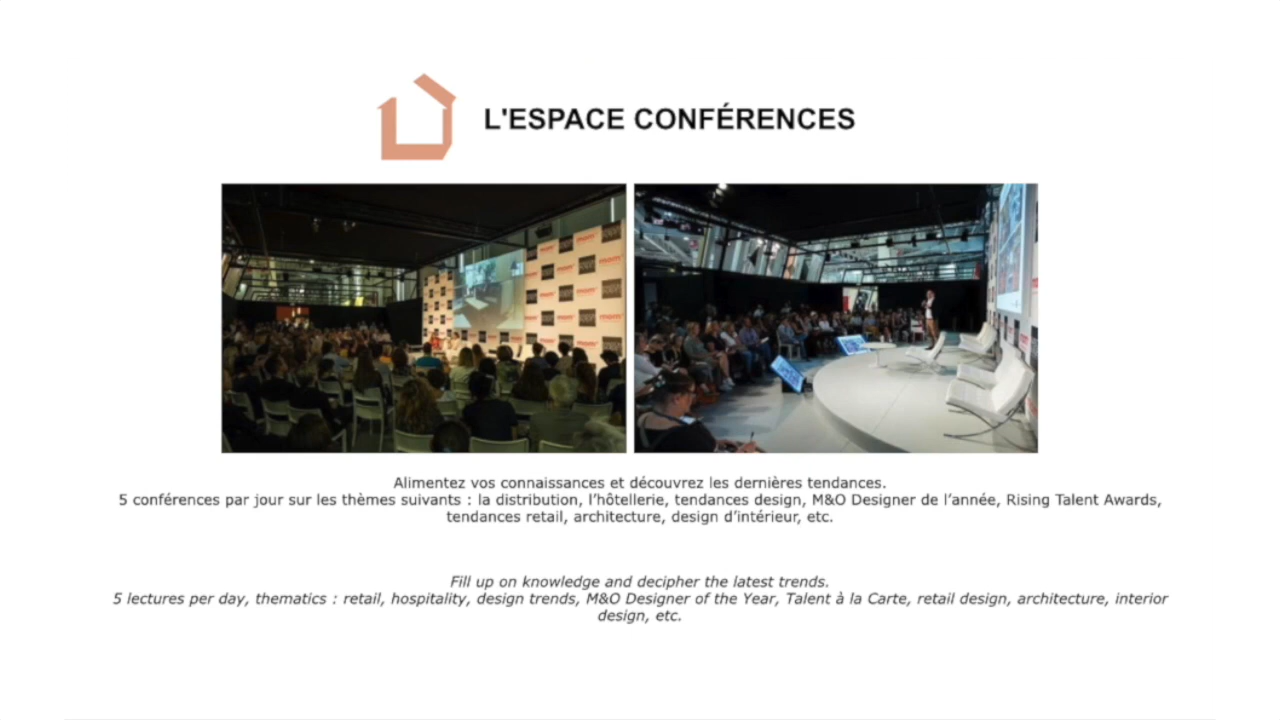 L'ESPACE CONFÉRENCES
Alimentez vos connaissances et découvrez les dernières tendances.
5 conférences par jour sur les thèmes suivants : la distribution, l’hôtellerie, tendances design, M&O Designer de l’année, Rising Talent Awards,
tendances retail, architecture, design d’intérieur, etc.
Fill up on knowledge and decipher the latest trends.
5 lectures per day, thematics : retail, hospitality, design trends, M&O Designer of the Year, Talent à la Carte, retail design, architecture, interior
design, etc.